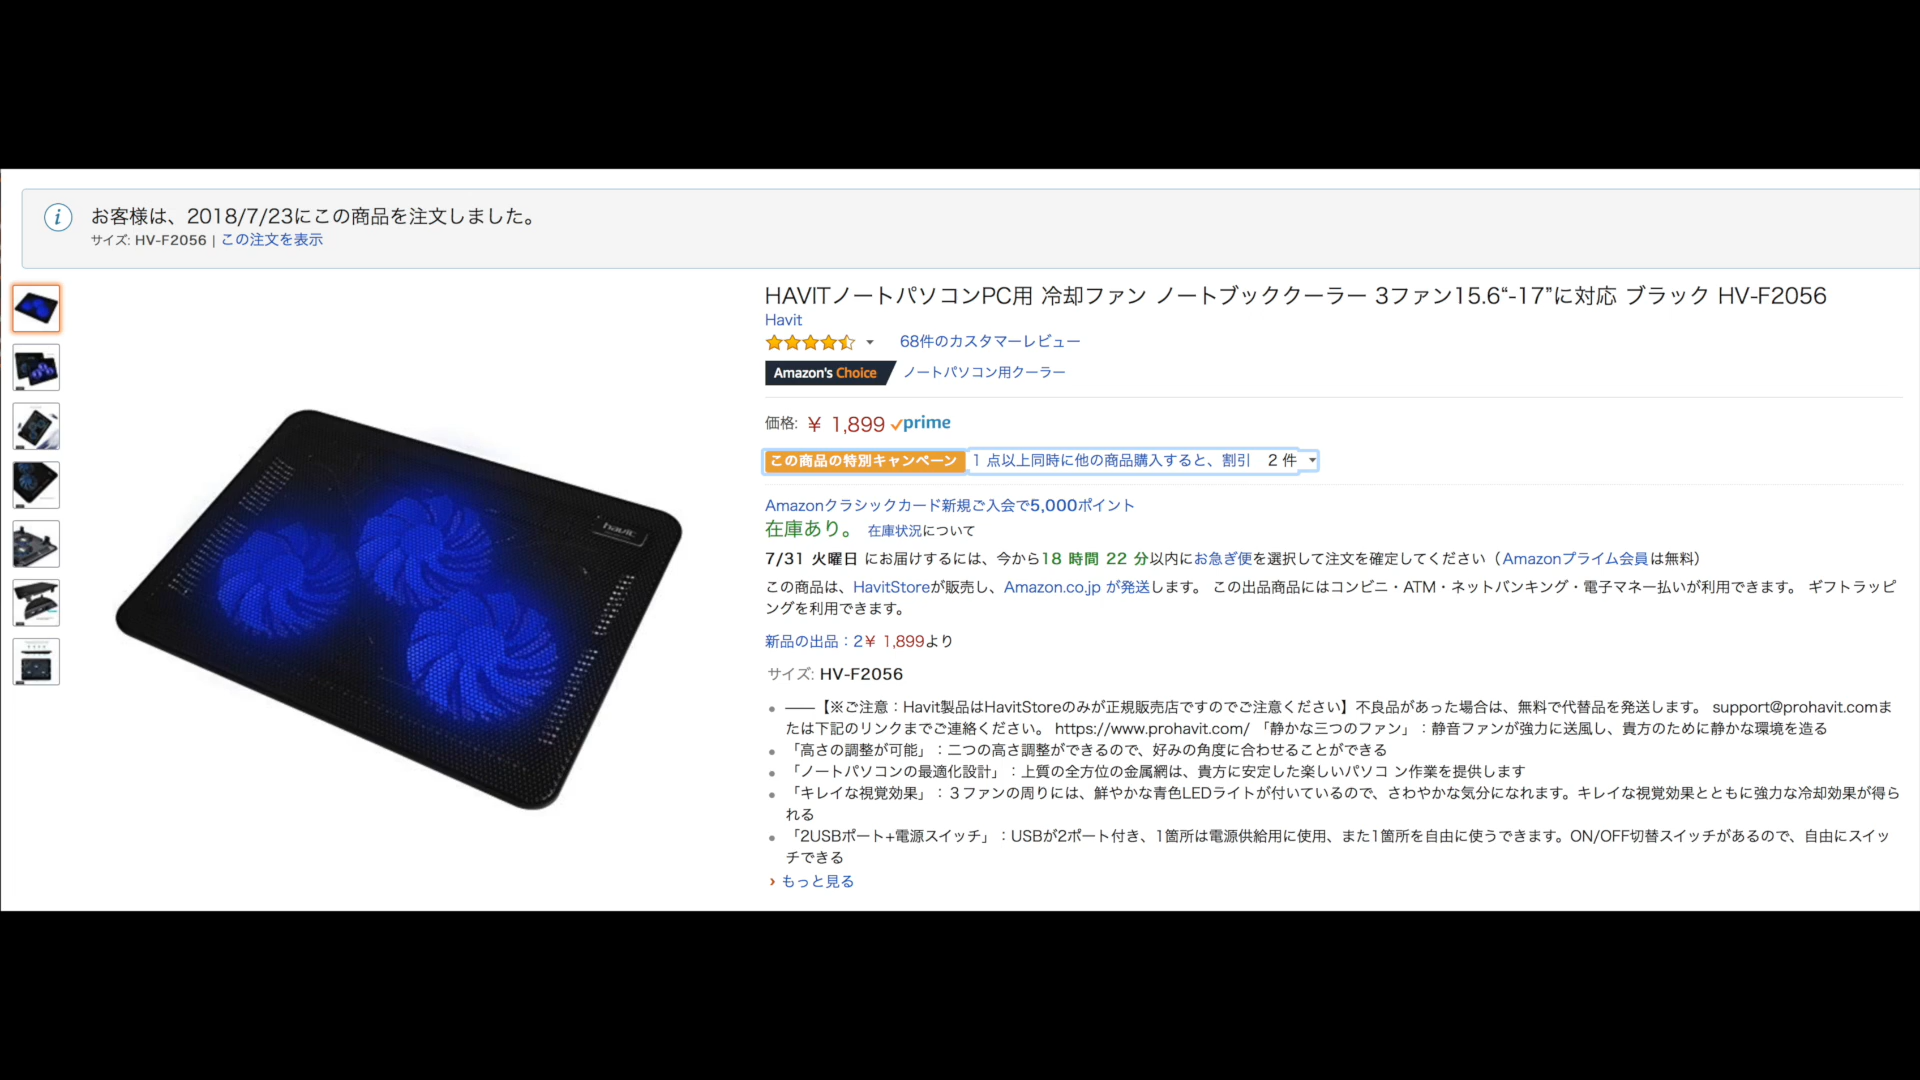 お客様は、2018/7/23にこの商品を注文しました。
サイズ: HV-F2056 | この注文を表示
HAVITノートパソコンPC用 冷却ファン ノートブッククーラー 3ファン15.6“-17”に対応 ブラック HV-F2056
Havit
68件のカスタマーレビュー
Amazon's Choice ノートパソコン用クーラー
価格: ￥ 1,899 prime
この商品の特別キャンペーン 1 点以上同時に他の商品購入すると、割引 2 件
Amazonクラシックカード新規ご入会で5,000ポイント
在庫あり。 在庫状況について
7/31 火曜日 にお届けするには、今から18 時間 22 分以内にお急ぎ便を選択して注文を確定してください（Amazonプライム会員は無料）
この商品は、HavitStoreが販売し、Amazon.co.jp が発送します。 この出品商品にはコンビニ・ATM・ネットバンキング・電子マネー払いが利用できます。 ギフトラッピ
ングを利用できます。
新品の出品：2￥ 1,899より
サイズ: HV-F2056
——【※ご注意：Havit製品はHavitStoreのみが正規販売店ですのでご注意ください】不良品があった場合は、無料で代替品を発送します。 support@prohavit.comま
たは下記のリンクまでご連絡ください。 https://www.prohavit.com/ 「静かな三つのファン」：静音ファンが強力に送風し、貴方のために静かな環境を造る
「高さの調整が可能」：二つの高さ調整ができるので、好みの角度に合わせることができる
「ノートパソコンの最適化設計」：上質の全方位の金属網は、貴方に安定した楽しいパソコ ン作業を提供します
「キレイな視覚効果」：３ファンの周りには、鮮やかな青色LEDライトが付いているので、さわやかな気分になれます。キレイな視覚効果とともに強力な冷却効果が得ら
れる
「2USBポート+電源スイッチ」：USBが2ポート付き、1箇所は電源供給用に使用、また1箇所を自由に使うできます。ON/OFF切替スイッチがあるので、自由にスイッ
チできる
› もっと見る
havit